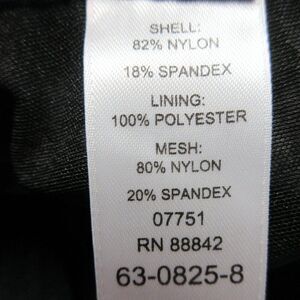 SHELL:
82% NYLON
18% SPANDEX
LINING:
100% POLYESTER
MESH:
80% NYLON
20% SPANDEX
07751
RN 88842
63-0825-8